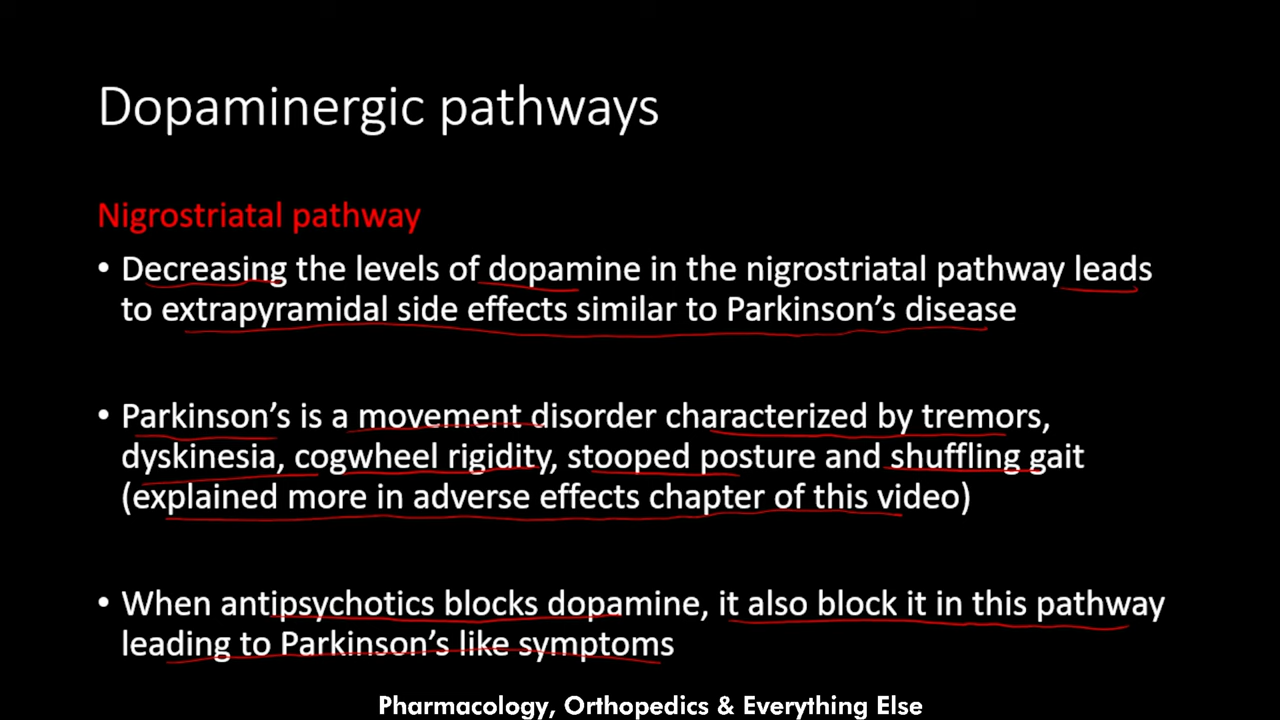 Dopaminergic pathways
Nigrostriatal pathway
• Decreasing the levels of dopamine in the nigrostriatal pathway leads
to extrapyramidal side effects similar to Parkinson’s disease
• Parkinson’s is a movement disorder characterized by tremors,
dyskinesia, cogwheel rigidity, stooped posture and shuffling gait
(explained more in adverse effects chapter of this video)
• When antipsychotics blocks dopamine, it also block it in this pathway
leading to Parkinson’s like symptoms
Pharmacology, Orthopedics & Everything Else